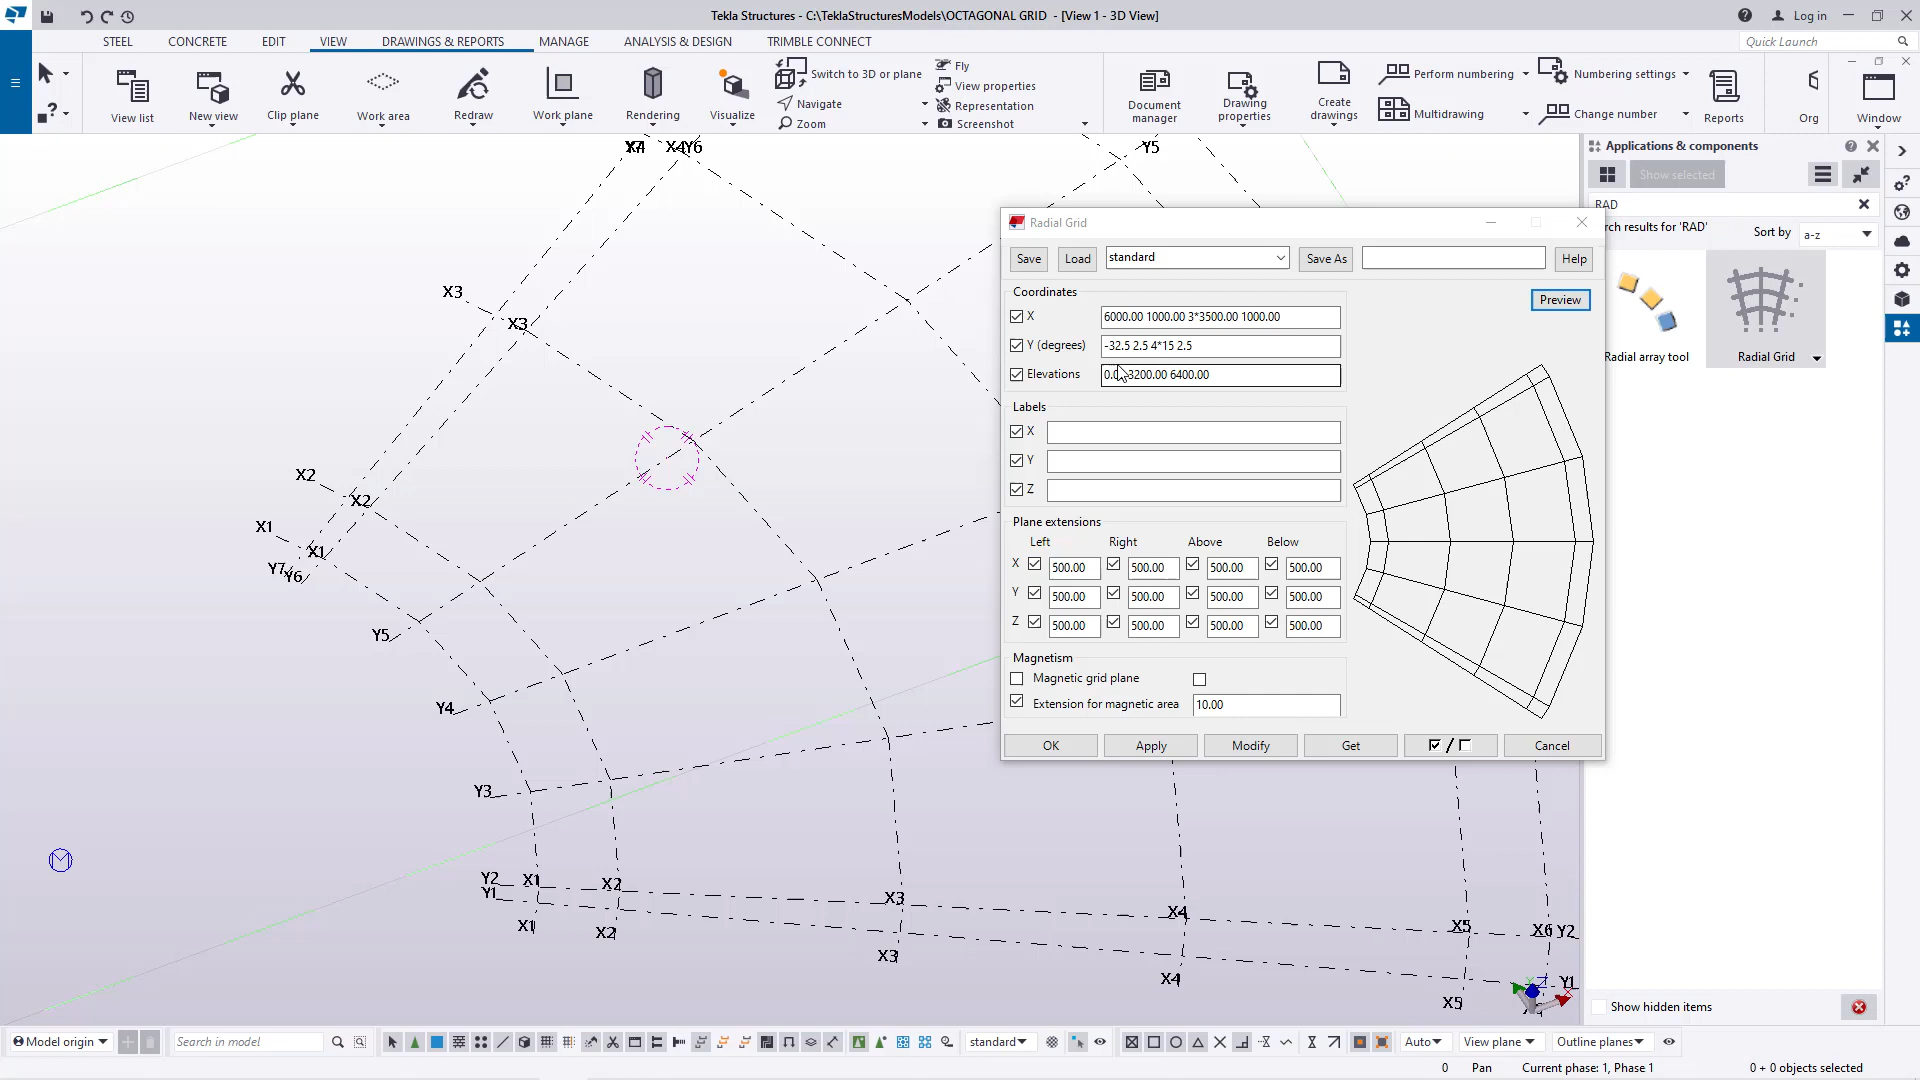 Tekla Structures - C:\TeklaStructuresModels\OCTAGONAL GRID - [View 1 - 3D View]
Log in
STEEL CONCRETE EDIT VIEW DRAWINGS & REPORTS MANAGE ANALYSIS & DESIGN TRIMBLE CONNECT
Quick Launch
View list
New view
Clip plane
Work area
Redraw
Work plane
Rendering
Visualize
Switch to 3D or plane
Navigate
Zoom
Fly
View properties
Representation
Screenshot
Document manager
Drawing properties
Create drawings
Perform numbering
Multidrawing
Numbering settings
Change number
Reports
Org
Window
Applications & components
Show selected
RAD
rch results for 'RAD'
Sort by
a-z
Radial array tool
Radial Grid
Show hidden items
Radial Grid
Save
Load
standard
Save As
Help
Coordinates
Preview
X 6000.00 1000.00 3*3500.00 1000.00
Y (degrees) -32.5 2.5 4*15 2.5
Elevations 3200.00 6400.00
Labels
X
Y
Z
Plane extensions
Left Right Above Below
X 500.00 500.00 500.00 500.00
Y 500.00 500.00 500.00 500.00
Z 500.00 500.00 500.00 500.00
Magnetism
Magnetic grid plane
Extension for magnetic area 10.00
OK Apply Modify Get / Cancel
X4Y6
Y5
X3
X3
X2
X2
X1
X1
Y7
Y6
Y5
Y4
Y3
Y2 X1 X2
Y1
X3
X4
X5
X6 Y2
X1
X2
X3
X4
X5
Y1
Model origin
Search in model
standard
Auto
View plane
Outline planes
0
Pan
Current phase: 1, Phase 1
0 + 0 objects selected